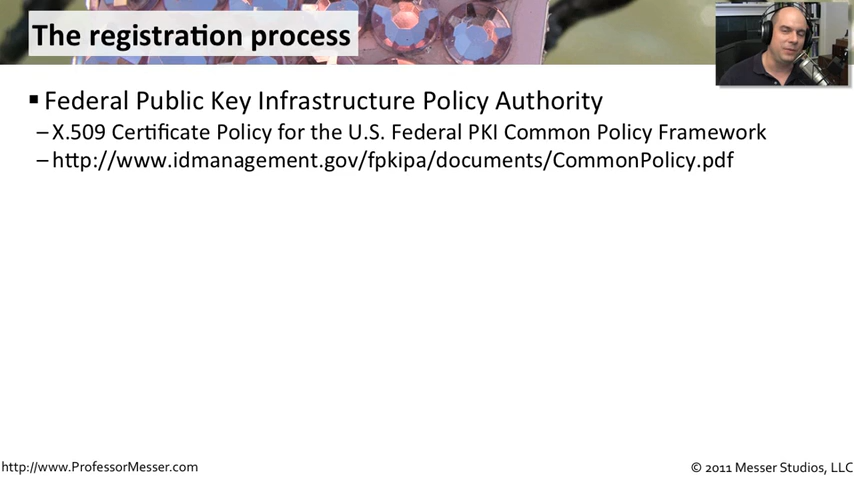 The registration process
▪ Federal Public Key Infrastructure Policy Authority
– X.509 Certificate Policy for the U.S. Federal PKI Common Policy Framework
– http://www.idmanagement.gov/fpkipa/documents/CommonPolicy.pdf
http://www.ProfessorMesser.com
© 2011 Messer Studios, LLC